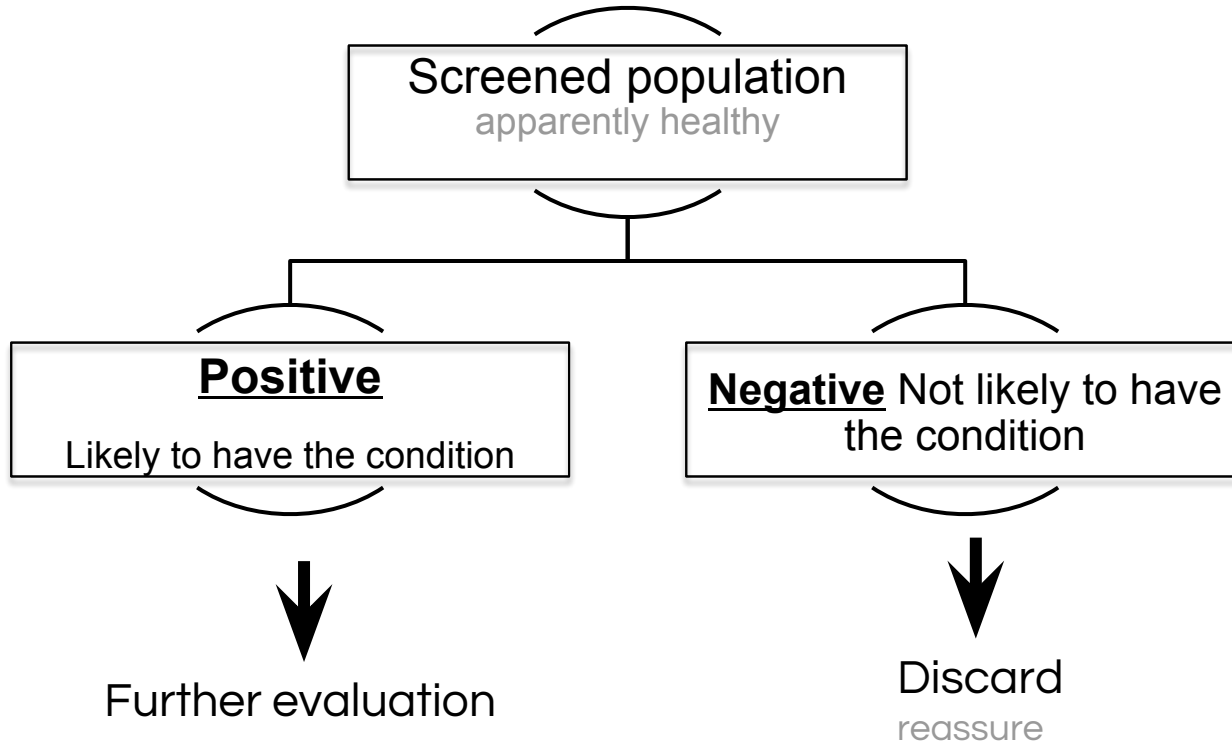 Screened population
apparently healthy
Positive
Likely to have the condition
Negative Not likely to have
the condition
Further evaluation
Discard
reassure